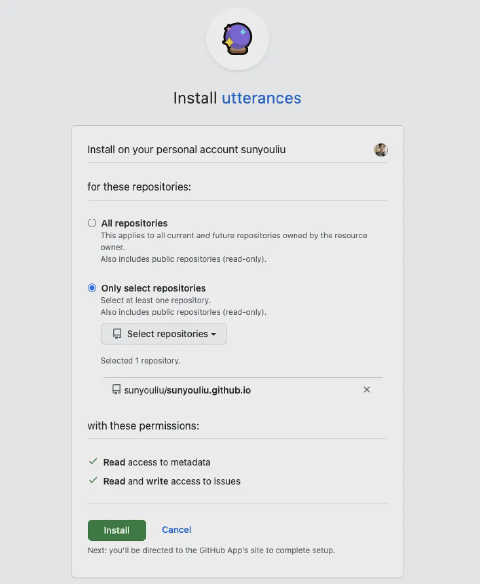 Install utterances
Install on your personal account sunyouliu
for these repositories:
All repositories
This applies to all current and future repositories owned by the resource
owner.
Also includes public repositories (read-only).
Only select repositories
Select at least one repository.
Also includes public repositories (read-only).
Select repositories
Selected 1 repository.
sunyouliu/sunyouliu.github.io
with these permissions:
Read access to metadata
Read and write access to issues
Install Cancel
Next: you'll be directed to the GitHub App's site to complete setup.